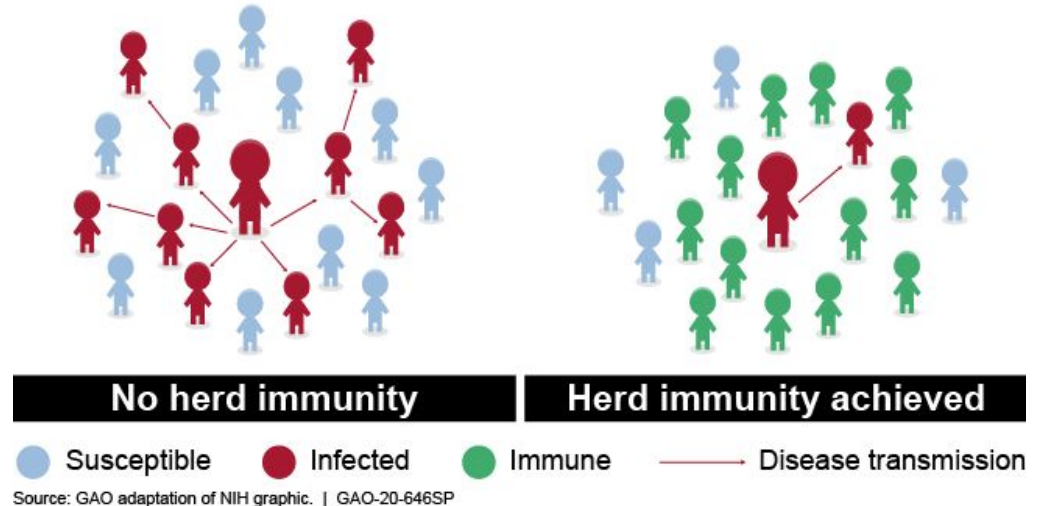 No herd immunity
Herd immunity achieved
Susceptible
Infected
Immune
Disease transmission
Source: GAO adaptation of NIH graphic. | GAO-20-646SP